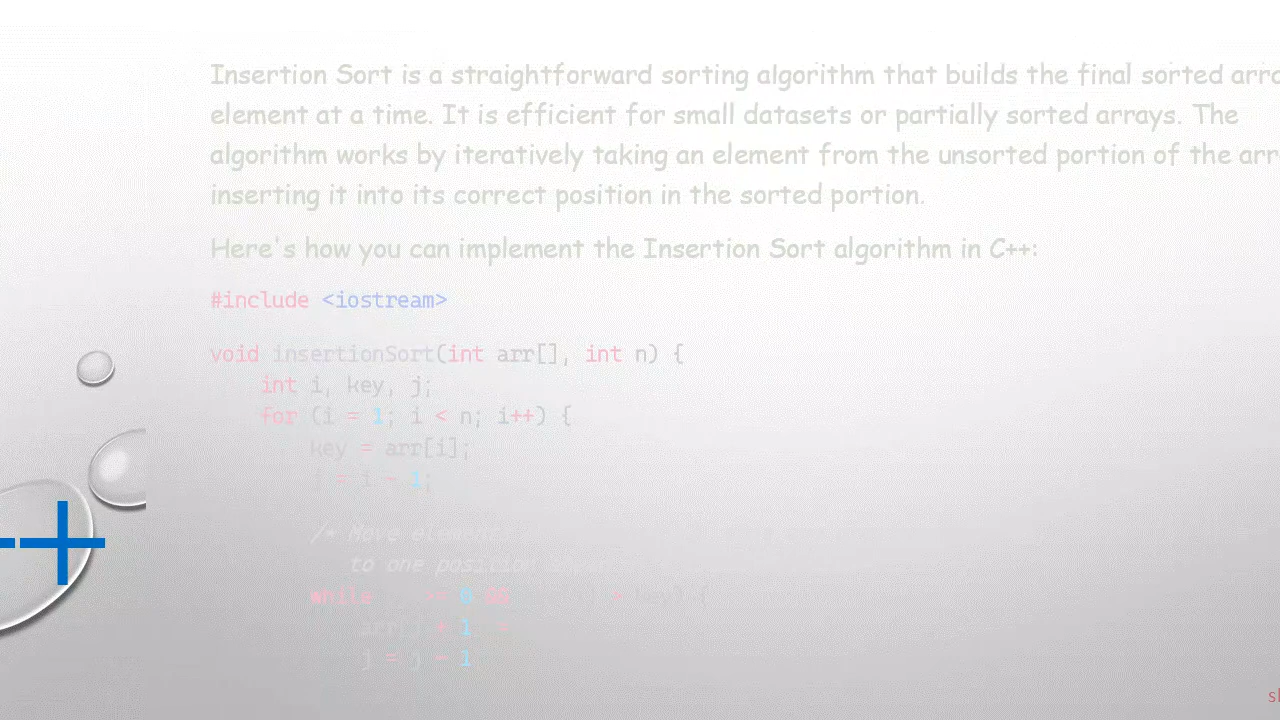 Insertion Sort is a straightforward sorting algorithm that builds the final sorted
element at a time. It is efficient for small datasets or partially sorted arrays. The
algorithm works by iteratively taking an element from the unsorted portion of the
inserting it into its correct position in the sorted portion.
Here's how you can implement the Insertion Sort algorithm in C++:
#include <iostream>
void insertionSort(int arr[], int n) {
int i, key, j;
for (i = 1; i < n; i++) {
key = arr[i];
j = i - 1;
/* Move
to one
while >= 0 && key) {
+ 1
j = j - 1